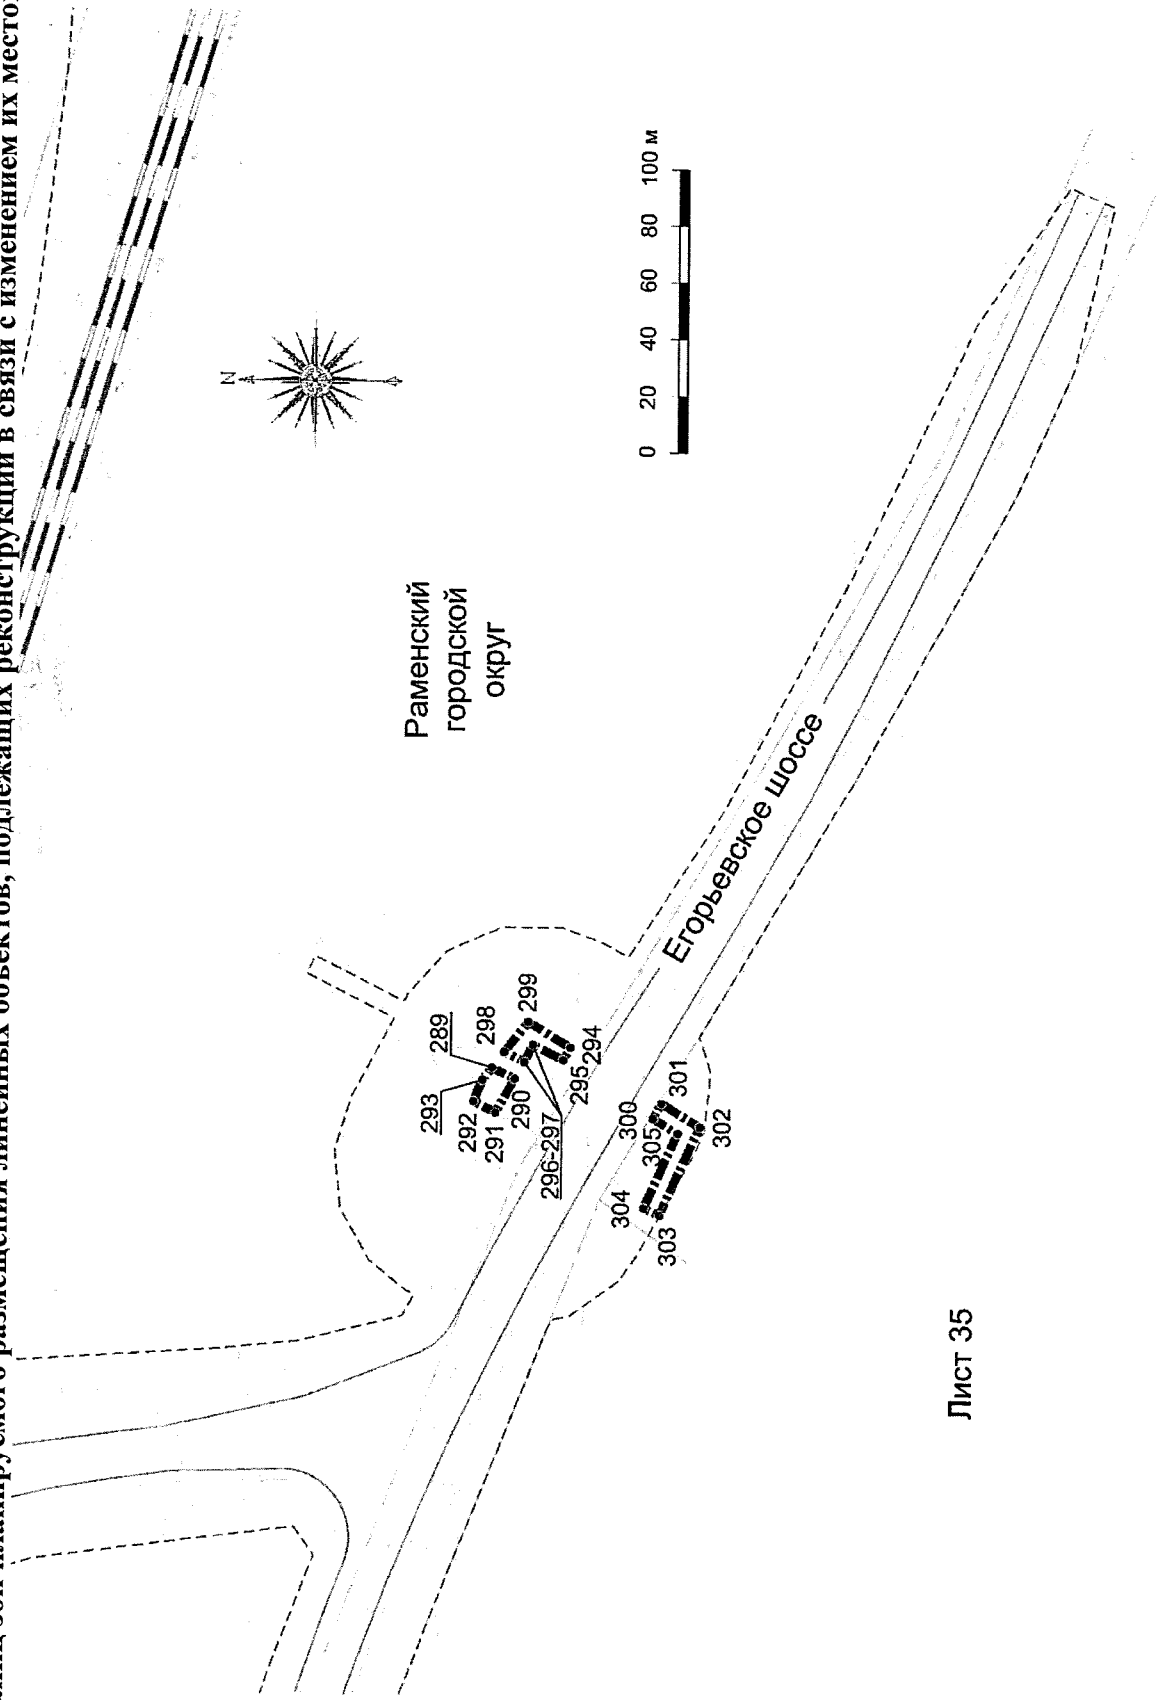 зон планируемого размещения линейных объектов, подлежащих реконструкции в связи с изменением их
N
Раменский
городской
округ
0 20 40 60 80 100 м
289
298
299
293
292
291
290
294
295
296-297
Егорьевское шоссе
300
301
305
302
304
303
Лист 35